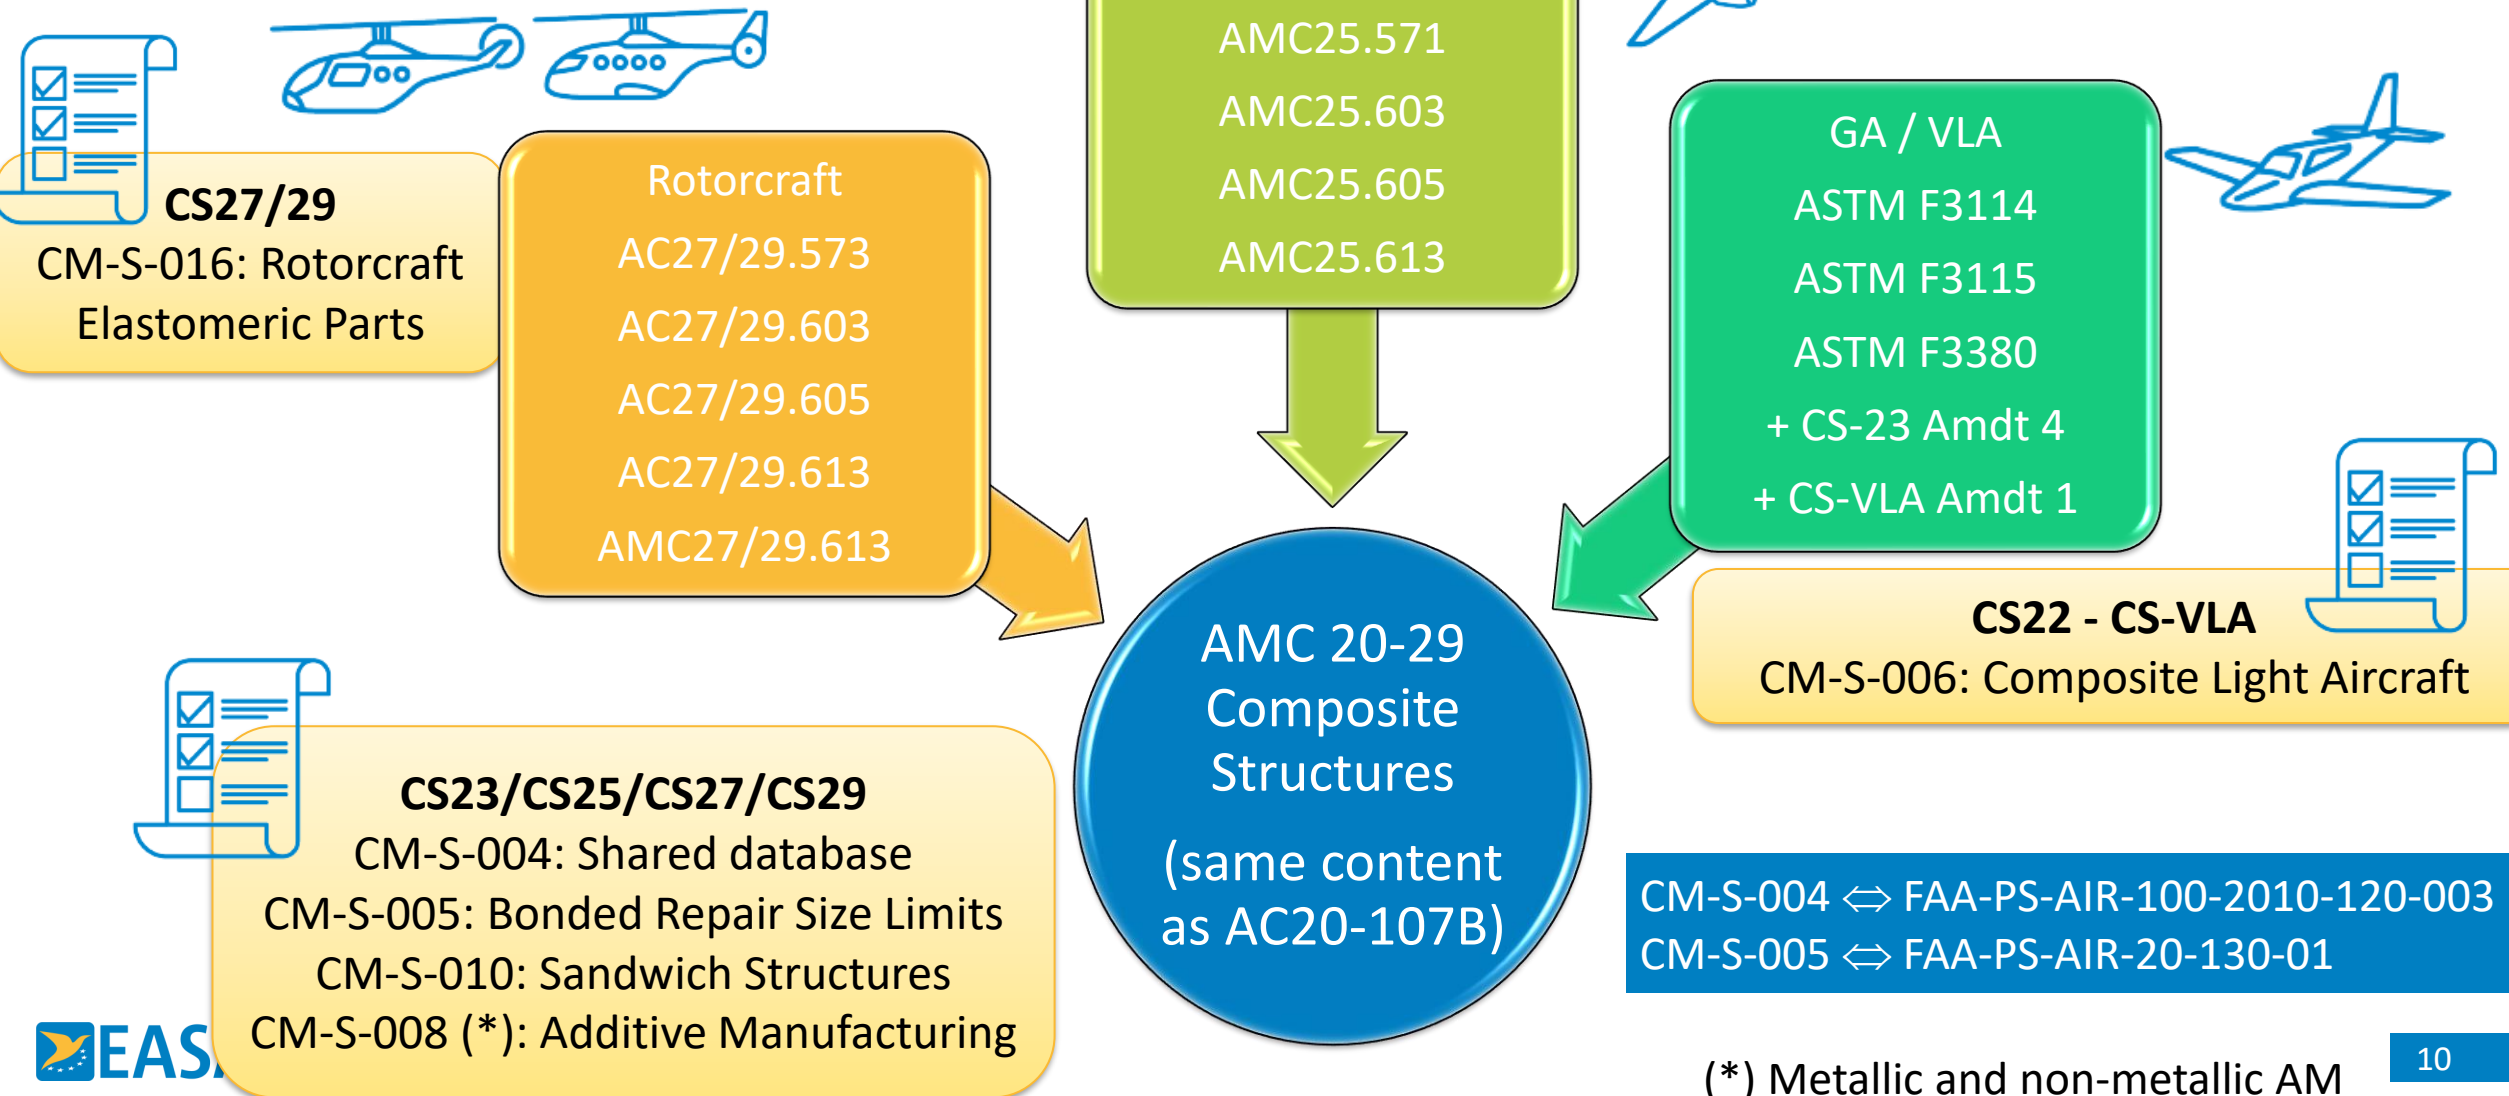 AMC25.571
AMC25.603
AMC25.605
AMC25.613
CS27/29
CM-S-016: Rotorcraft
Elastomeric Parts
Rotorcraft
AC27/29.573
AC27/29.603
AC27/29.605
AC27/29.613
AMC27/29.613
GA / VLA
ASTM F3114
ASTM F3115
ASTM F3380
+ CS-23 Amdt 4
+ CS-VLA Amdt 1
CS22 - CS-VLA
CM-S-006: Composite Light Aircraft
AMC 20-29
Composite
Structures
(same content
as AC20-107B)
CS23/CS25/CS27/CS29
CM-S-004: Shared database
CM-S-005: Bonded Repair Size Limits
CM-S-010: Sandwich Structures
CM-S-008 (*): Additive Manufacturing
CM-S-004 ⇔ FAA-PS-AIR-100-2010-120-003
CM-S-005 ⇔ FAA-PS-AIR-20-130-01
(*) Metallic and non-metallic AM
10